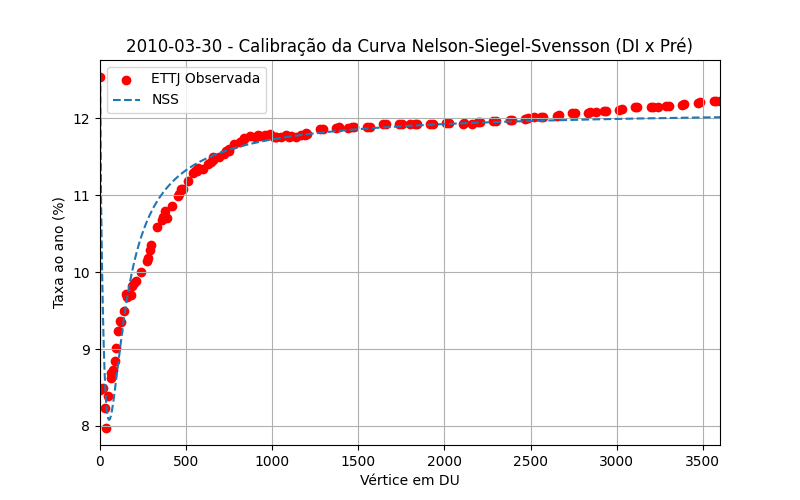 2010-03-30 - Calibração da Curva Nelson-Siegel-Svensson (DI x Pré)
ETTJ Observada
NSS
Taxa ao ano (%)
12
11
10
9
8
0 500 1000 1500 2000 2500 3000 3500
Vértice em DU